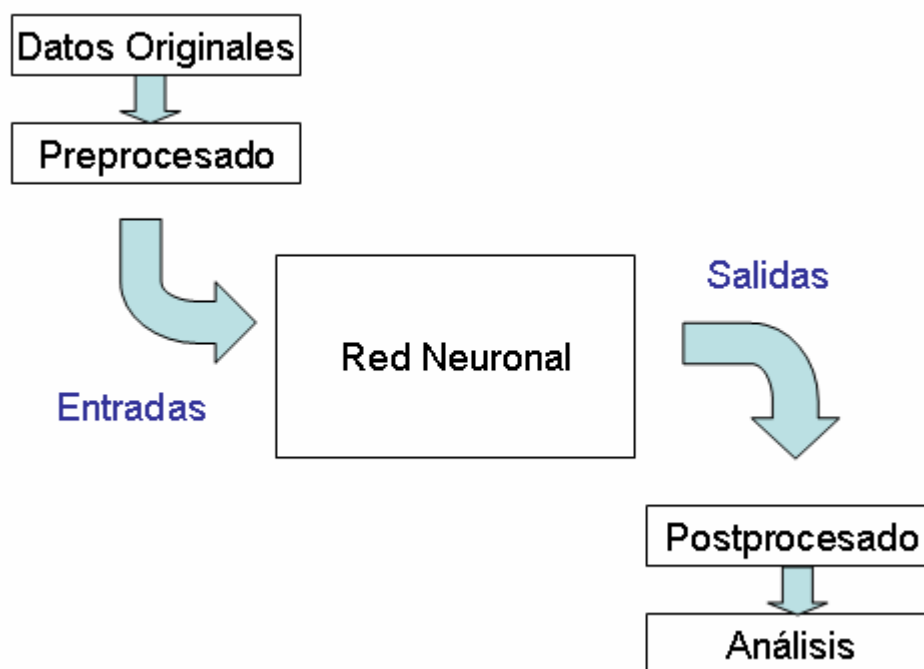 Datos Originales
Preprocesado
Entradas
Red Neuronal
Salidas
Postprocesado
Análisis